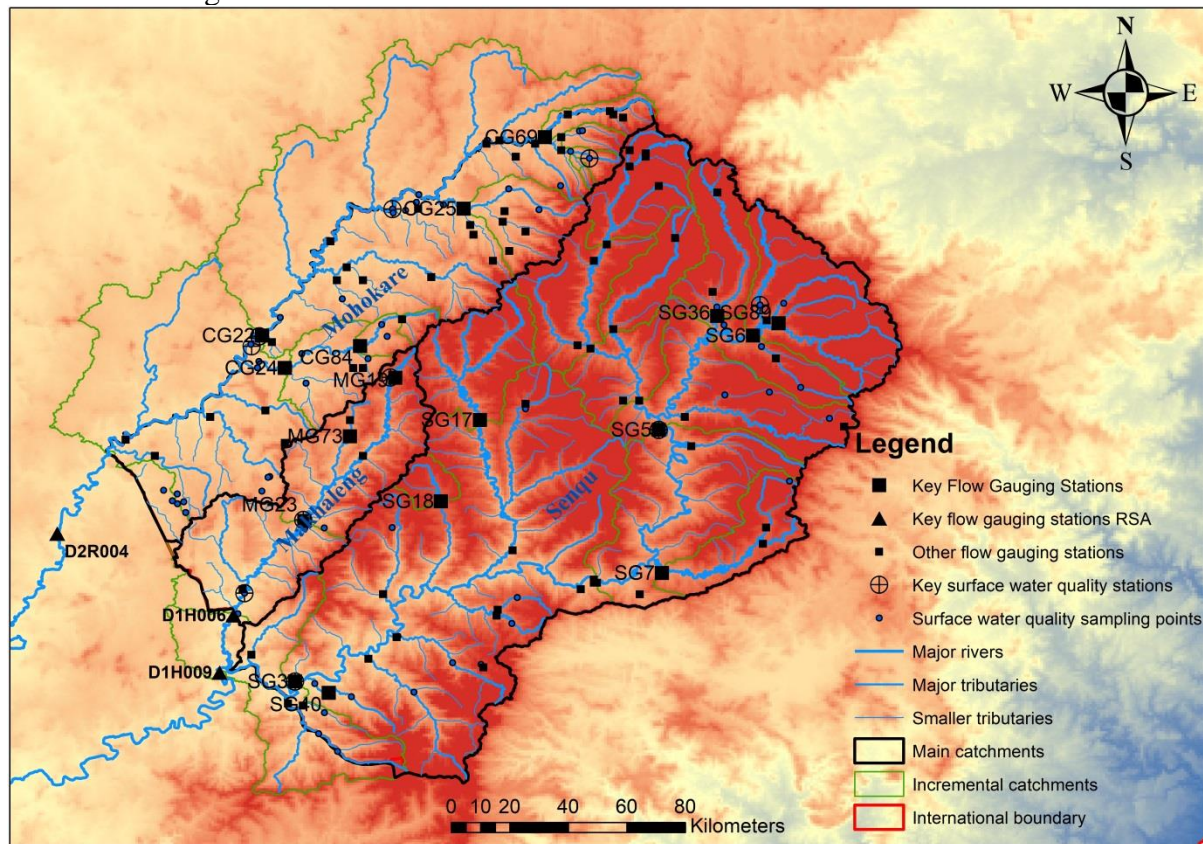 N
W E
S
CG69
CG25
Mohokare
SG36 SG89
SG6
CG22
CG84
CG24
MG19
SG17
SG5
MG73
Legend
Senqu
SG18
MG23
Makhaleng
Key Flow Gauging Stations
Key flow gauging stations RSA
D2R004
Other flow gauging stations
SG7
Key surface water quality stations
D1H006
Surface water quality sampling points
Major rivers
D1H009
SG3
Major tributaries
SG40
Smaller tributaries
Main catchments
Incremental catchments
International boundary
0 10 20 40 60 80
Kilometers